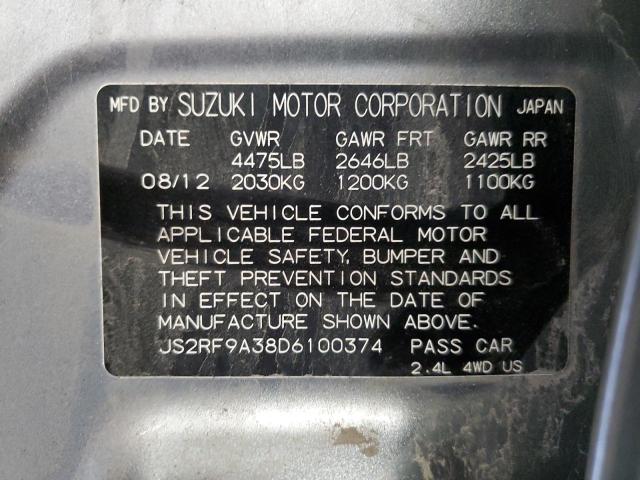 MFD BY SUZUKI MOTOR CORPORATION JAPAN
DATE GVWR GAWR FRT GAWR RR
4475LB 2646LB 2425LB
08/12 2030KG 1200KG 1100KG
THIS VEHICLE CONFORMS TO ALL
APPLICABLE FEDERAL MOTOR
VEHICLE SAFETY, BUMPER AND
THEFT PREVENTION STANDARDS
IN EFFECT ON THE DATE OF
MANUFACTURE SHOWN ABOVE.
JS2RF9A38D6100374 PASS CAR
2.4L 4WD US